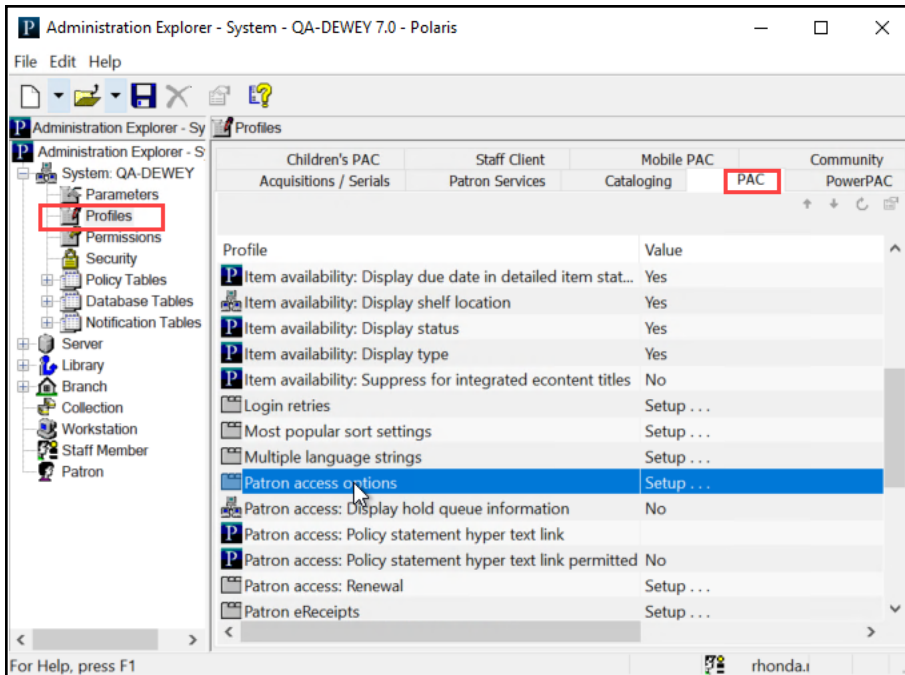 Administration Explorer - System - QA-DEWEY 7.0 - Polaris
File Edit Help
Administration Explorer - Sy
Profiles
Administration Explorer - S
System: QA-DEWEY
Parameters
Profiles
Permissions
Security
Policy Tables
Database Tables
Notification Tables
Server
Library
Branch
Collection
Workstation
Staff Member
Patron
Children's PAC Staff Client Mobile PAC Community
Acquisitions / Serials Patron Services Cataloging PAC PowerPAC
Profile Value
Item availability: Display due date in detailed item stat... Yes
Item availability: Display shelf location Yes
Item availability: Display status Yes
Item availability: Display type Yes
Item availability: Suppress for integrated econtent titles No
Login retries Setup . . .
Most popular sort settings Setup . . .
Multiple language strings Setup . . .
Patron access options Setup . . .
Patron access: Display hold queue information No
Patron access: Policy statement hyper text link
Patron access: Policy statement hyper text link permitted No
Patron access: Renewal Setup . . .
Patron eReceipts Setup . . .
For Help, press F1
rhonda.